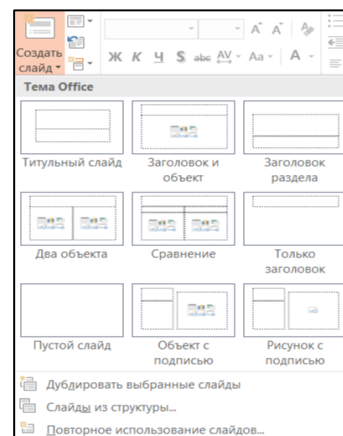 Создать слайд
Ж К Ч S abc AV Aa A
Тема Office
Титульный слайд
Заголовок и объект
Заголовок раздела
Два объекта
Сравнение
Только заголовок
Пустой слайд
Объект с подписью
Рисунок с подписью
Дублировать выбранные слайды
Слайды из структуры...
Повторное использование слайдов...